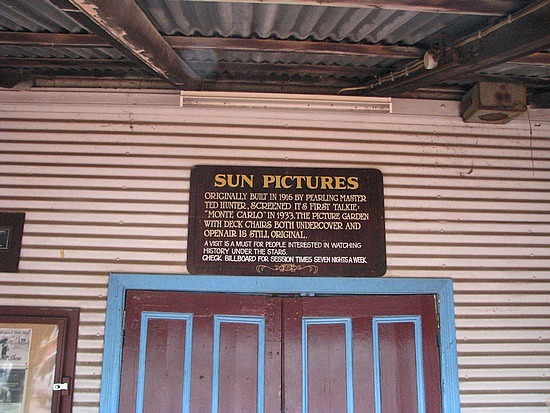 SUN PICTURES
ORIGINALLY BUILT IN 1916 BY PEARLING MASTER
TED HUNTER, SCREENED ITS FIRST TALKIE;
"MONTE CARLO" IN 1933. THE PICTURE GARDEN
WITH DECK CHAIRS BOTH UNDERCOVER AND
OPENAIR IS STILL ORIGINAL.
A VISIT IS A MUST FOR PEOPLE INTERESTED IN WATCHING
HISTORY UNDER THE STARS.
CHECK BILLBOARD FOR SESSION TIMES SEVEN NIGHTS A WEEK.